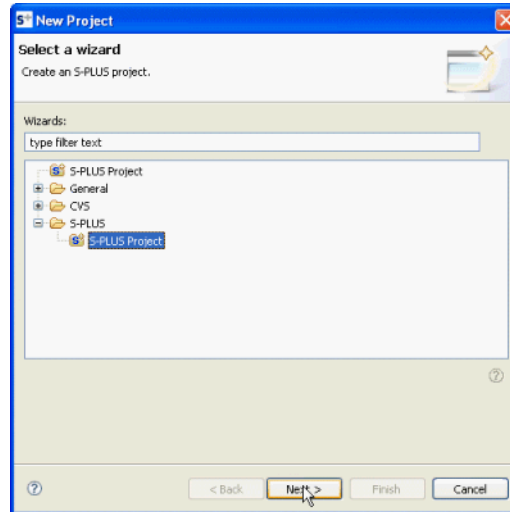 New Project
Select a wizard
Create an S-PLUS project.
Wizards:
type filter text
S-PLUS Project
General
CVS
S-PLUS
S-PLUS Project
< Back Next > Finish Cancel